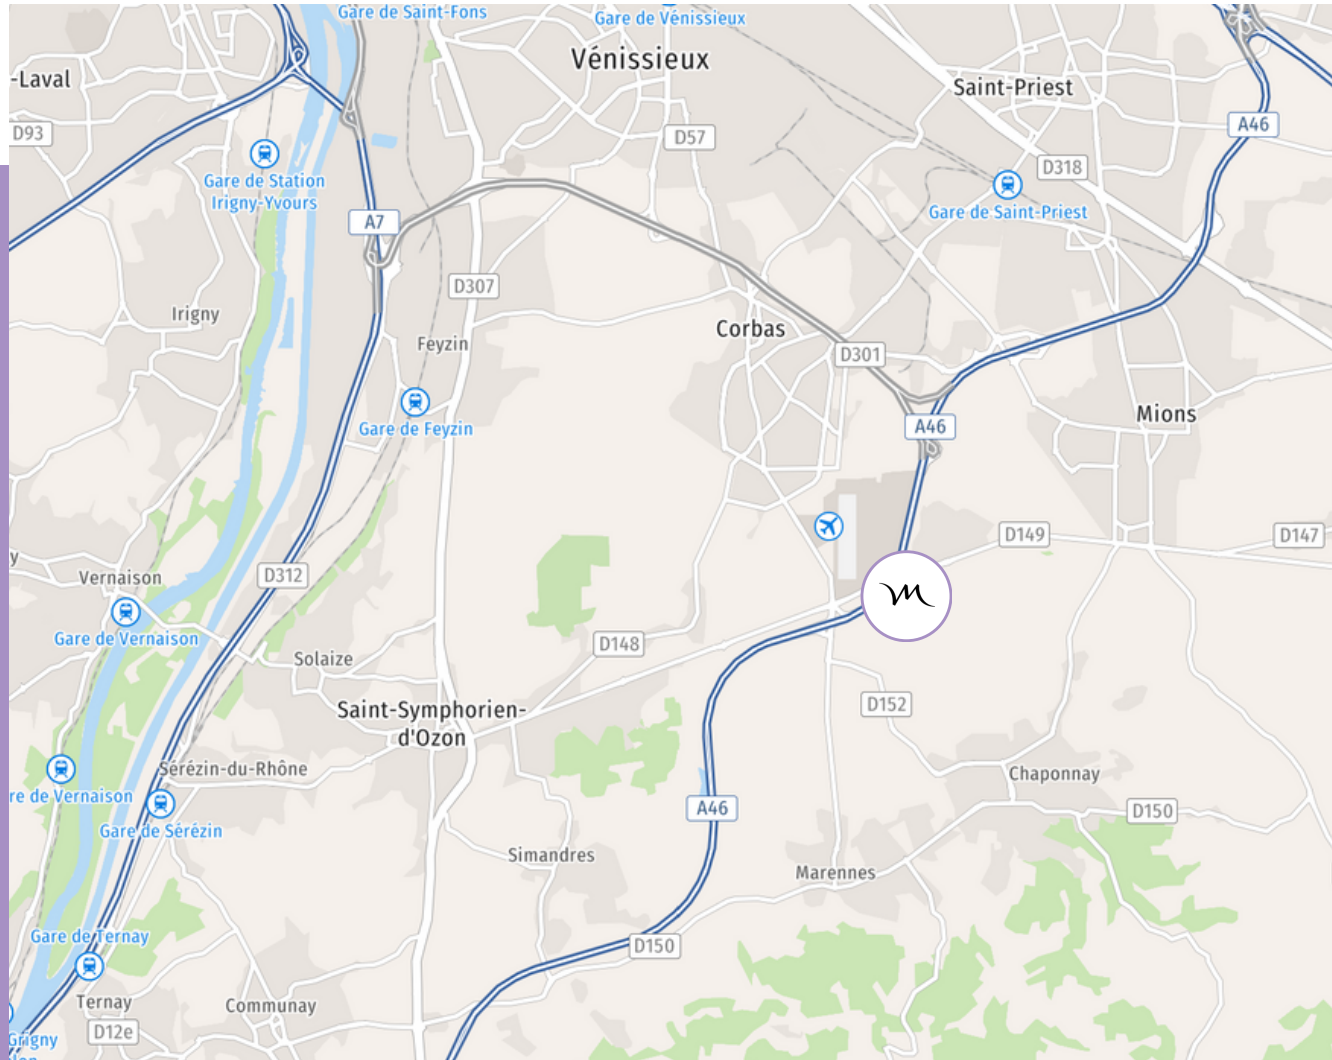 Gare de Saint-Fons
Gare de Vénissieux
Vénissieux
-Laval
Saint-Priest
D93
A46
D57
D318
Gare de Station
Irigny-Yvours
Gare de Saint-Priest
A7
D307
Irigny
Corbas
Feyzin
D301
Mions
Gare de Feyzin
A46
D149
D147
y
Vernaison
D312
Gare de Vernaison
D148
Solaize
Saint-Symphorien-
d'Ozon
D152
Sérézin-du-Rhône
Chaponnay
re de Vernaison
A46
D150
Gare de Sérézin
Simandres
Marennes
Gare de Ternay
D150
Ternay
Communay
D12e
Grigny